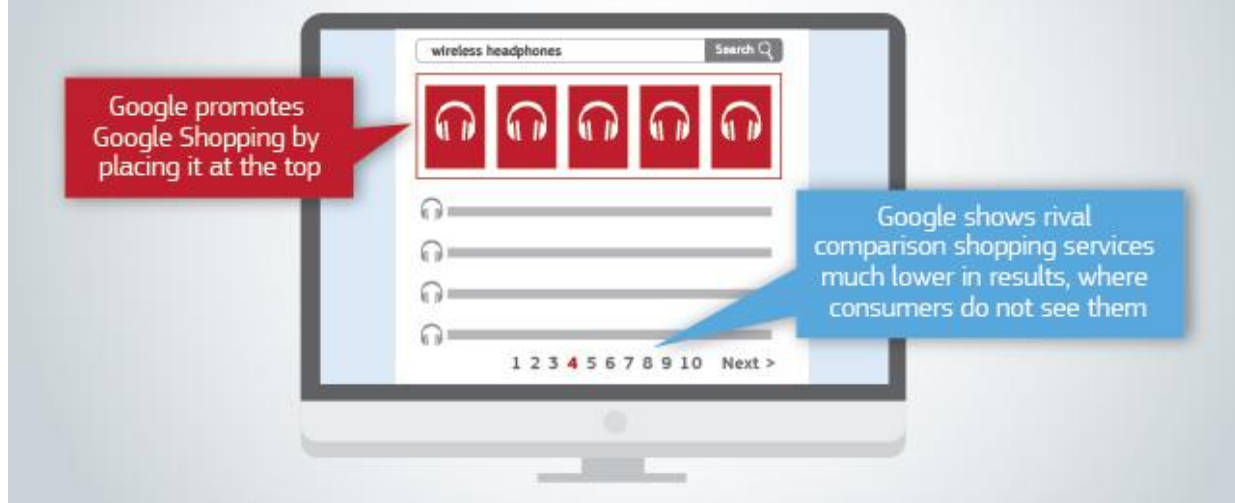 wireless headphones Search
Google promotes
Google Shopping by
placing it at the top
Google shows rival
comparison shopping services
much lower in results, where
consumers do not see them
1 2 3 4 5 6 7 8 9 10 Next >